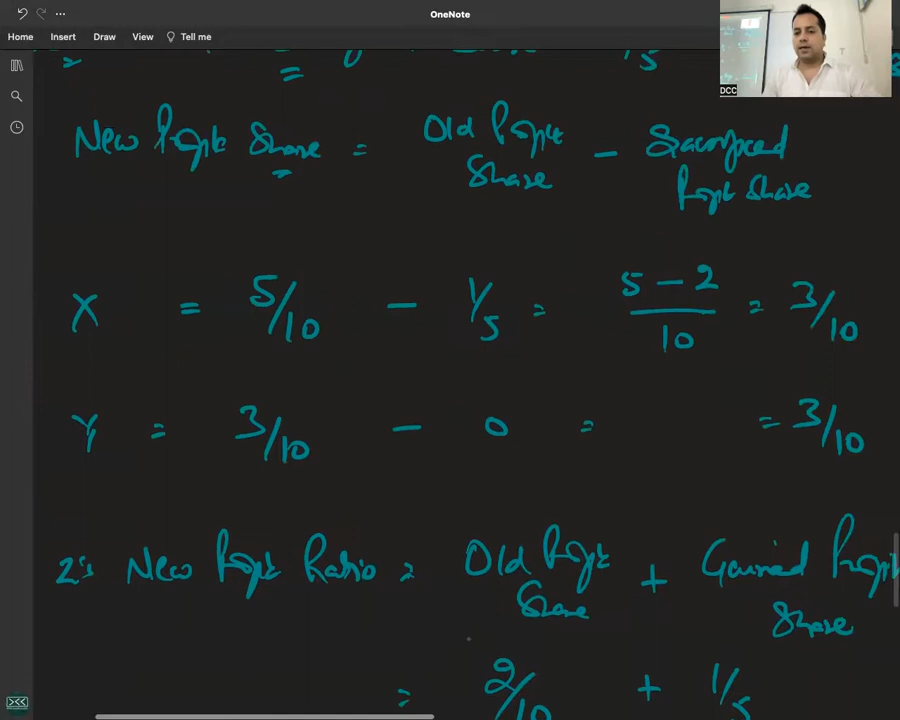 OneNote
Home Insert Draw View Tell me
DCC
1/5
New Profit Share = Old Profit Share - Sacrificed Profit Share
X = 5/10 - 1/5 = 5 - 2 / 10 = 3/10
Y = 3/10 - 0 = = 3/10
Z's New Profit Ratio = Old Profit Share + Gained Profit Share
= 2/10 + 1/5